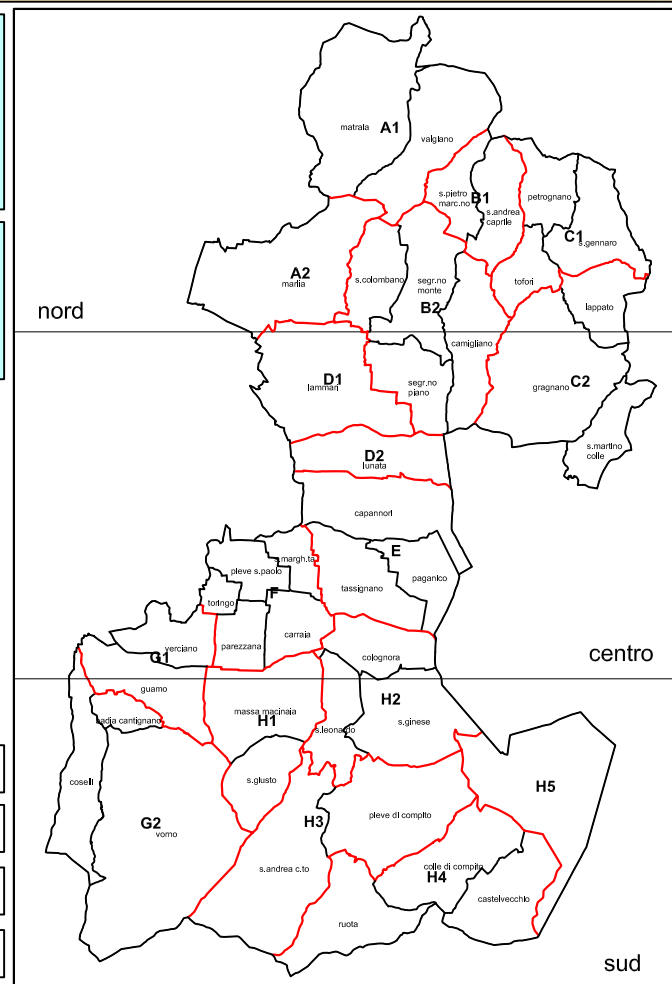 matraia
A1
valgiano
s.pietro
marc.no
B1
s.andrea
caprile
petrognano
C1
s.gennaro
A2
marlia
s.colombano
segr.no
monte
B2
tofori
lappato
nord
camigliano
D1
lammari
segr.no
piano
gragnano
C2
s.martino
colle
D2
lunata
capannori
s.margh.ta
E
pieve s.paolo
tassignano
paganico
F
toringo
verciano
G1
parezzana
carraia
colognora
centro
guamo
massa macinaia
H1
H2
s.ginese
s.leonardo
badia cantignano
coselli
s.giusto
H5
G2
vorno
H3
pieve di compito
s.andrea c.to
colle di compito
H4
castelvecchio
ruota
sud